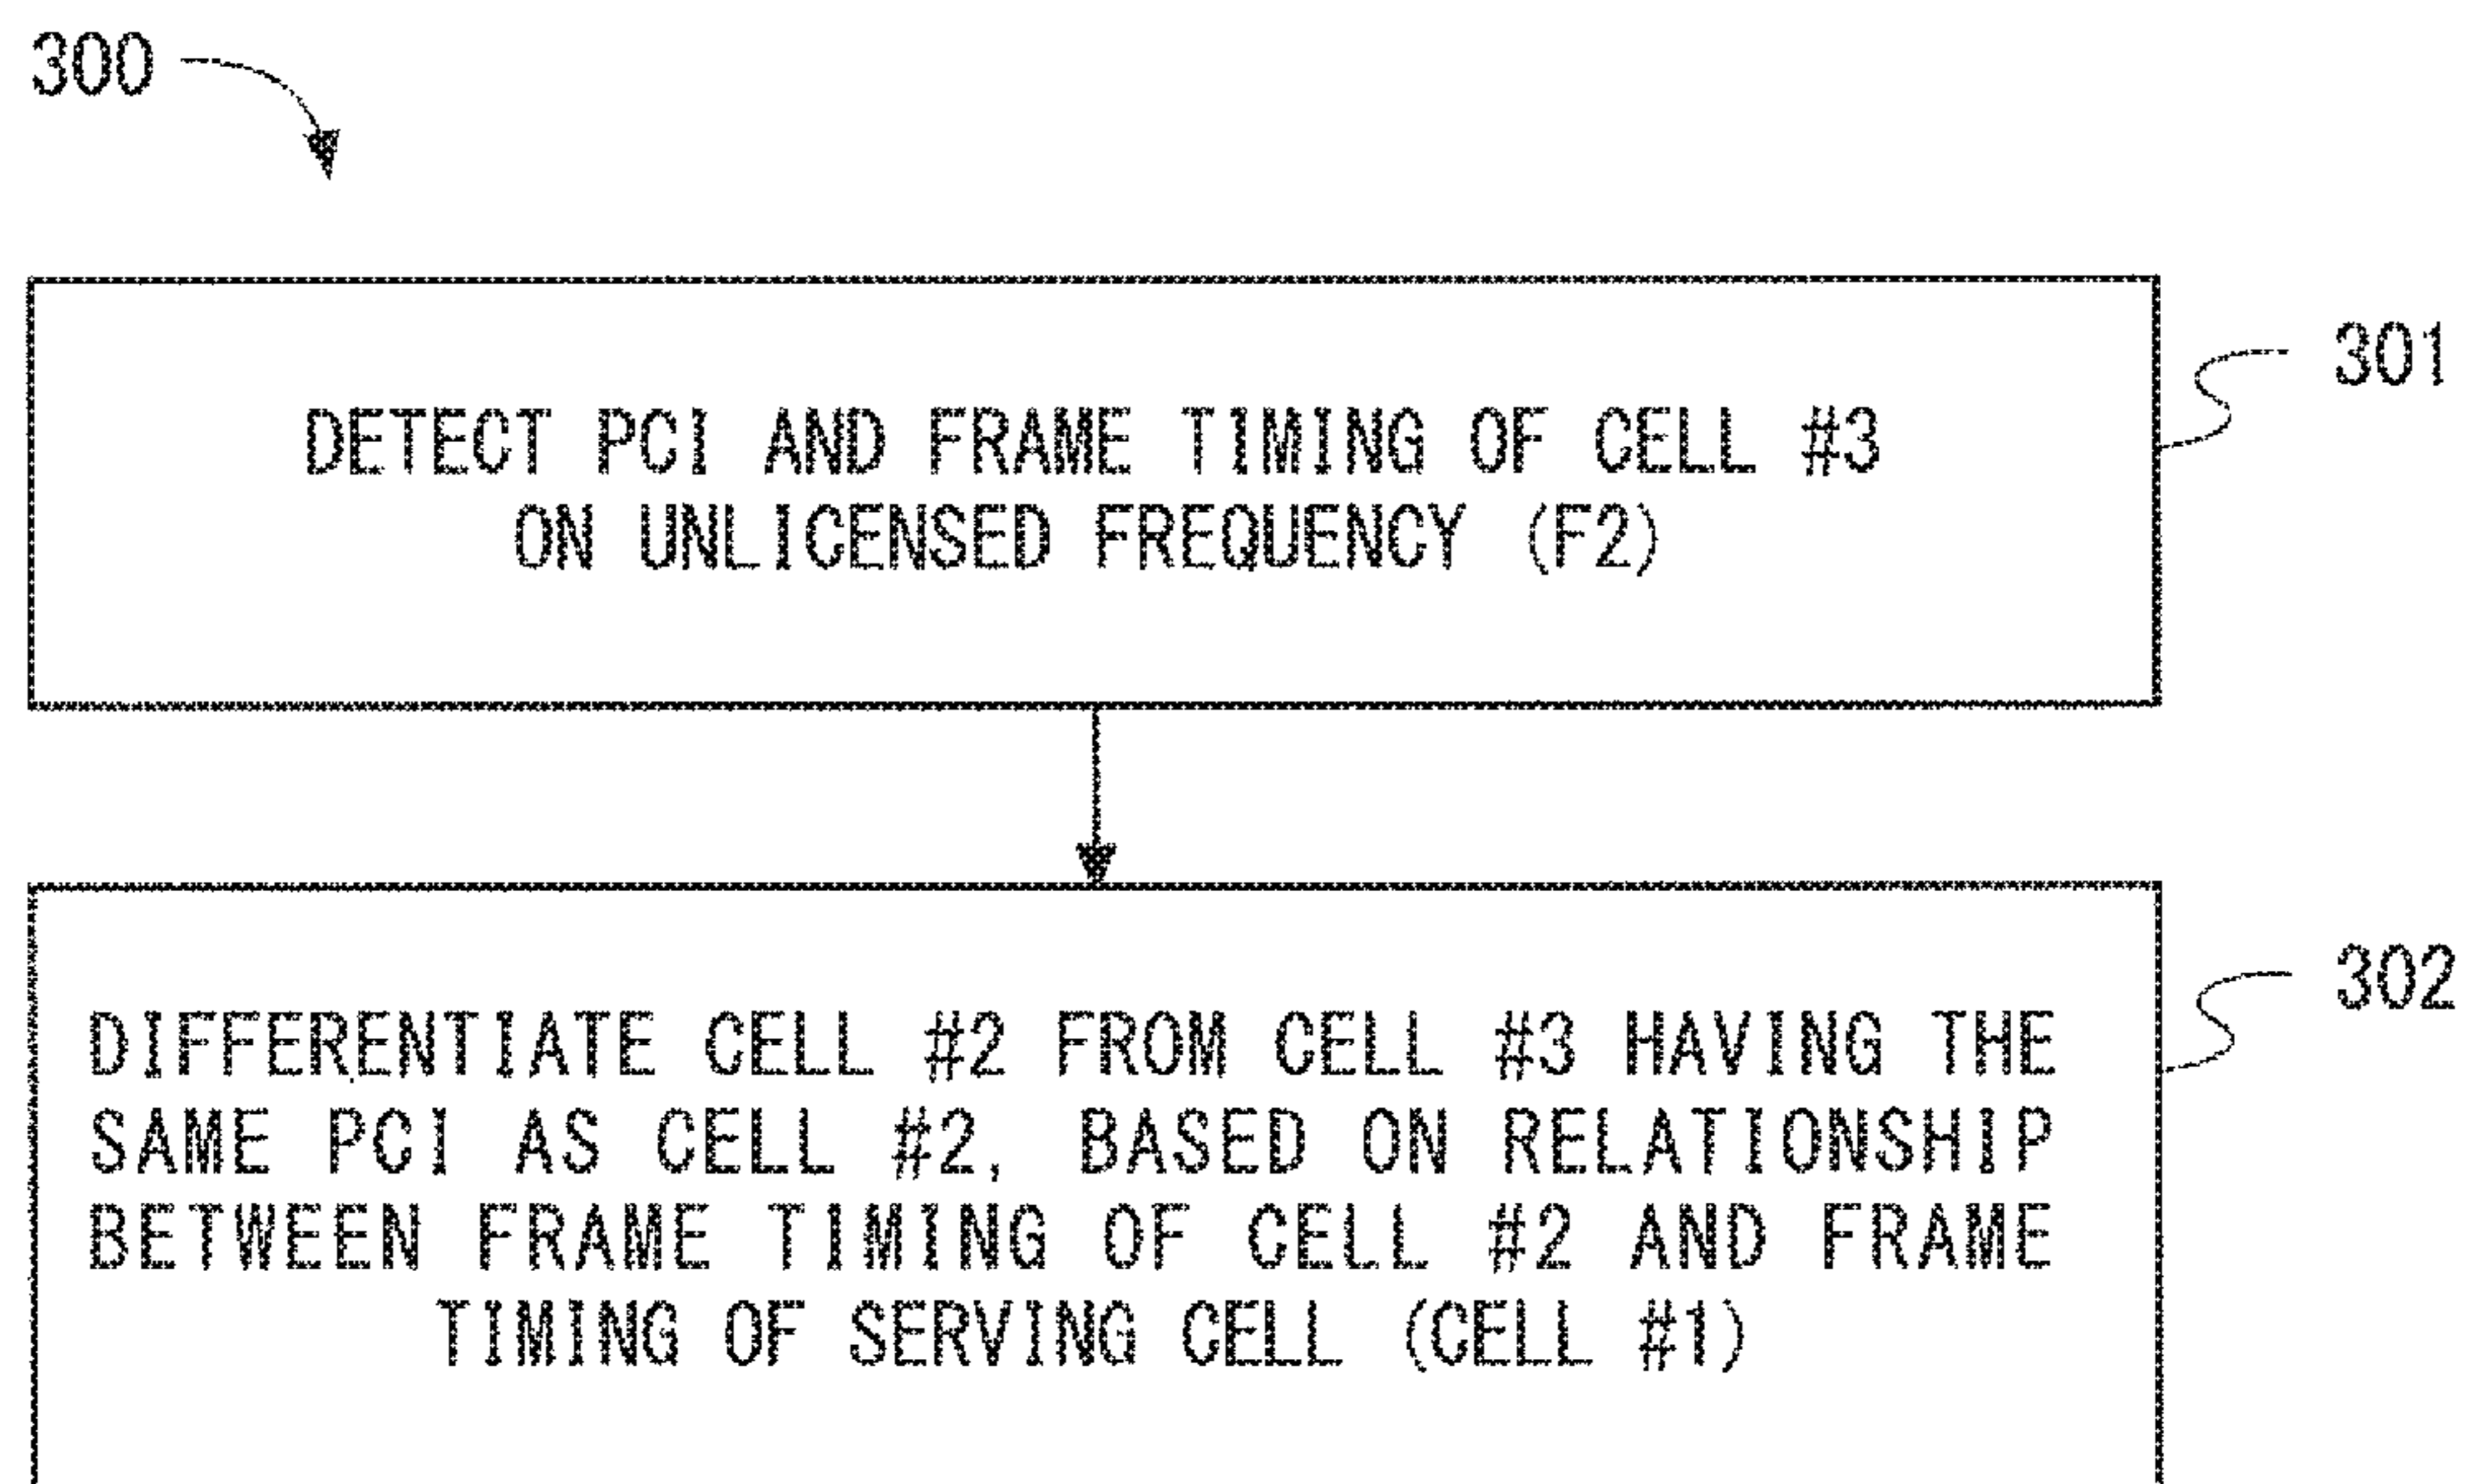 300
301
DETECT PCI AND FRAME TIMING OF CELL #3
ON UNLICENSED FREQUENCY (F2)
302
DIFFERENTIATE CELL #2 FROM CELL #3 HAVING THE
SAME PCI AS CELL #2, BASED ON RELATIONSHIP
BETWEEN FRAME TIMING OF CELL #2 AND FRAME
TIMING OF SERVING CELL (CELL #1)